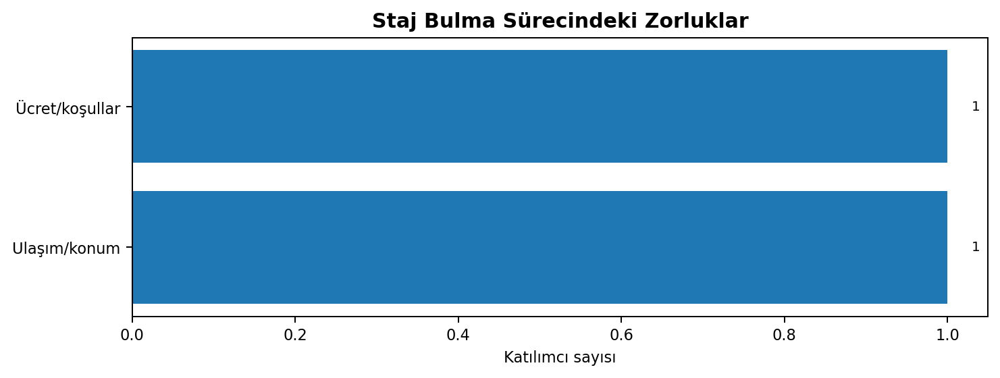 Staj Bulma Sürecindeki Zorluklar
Ücret/koşullar
1
Ulaşım/konum
1
0.0 0.2 0.4 0.6 0.8 1.0
Katılımcı sayısı